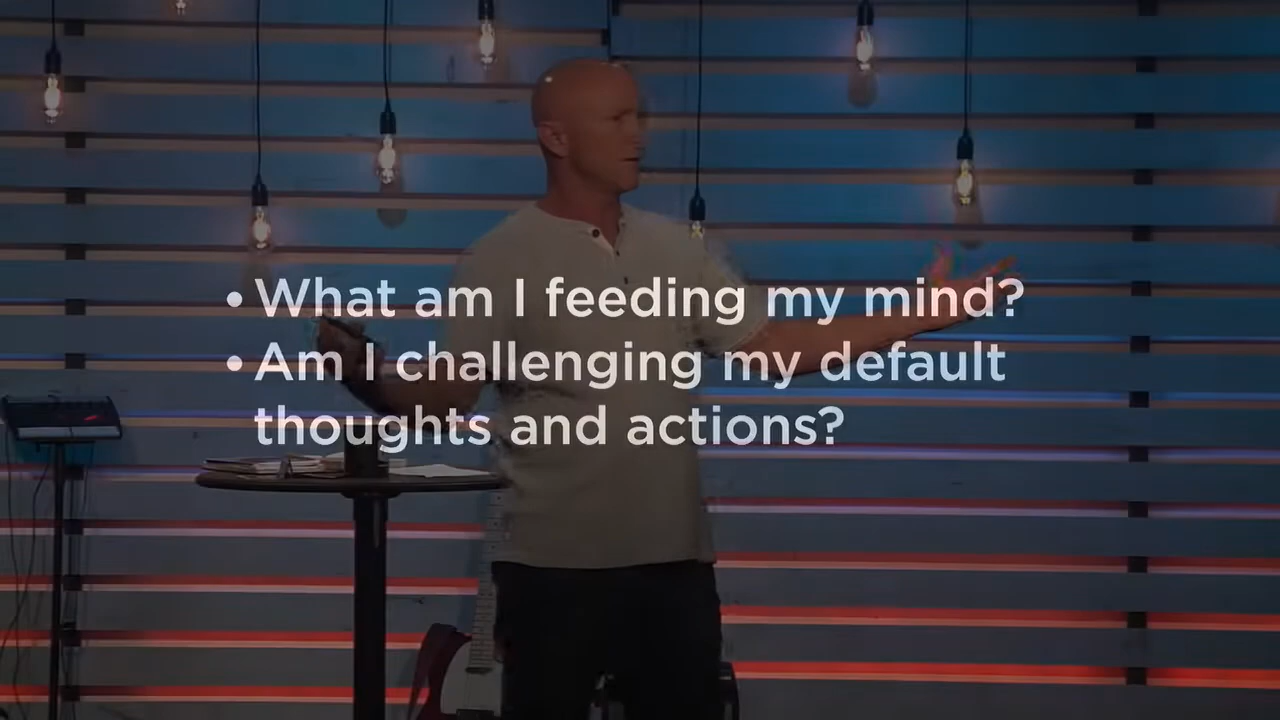 • What am I feeding my mind?
• Am I challenging my default
thoughts and actions?